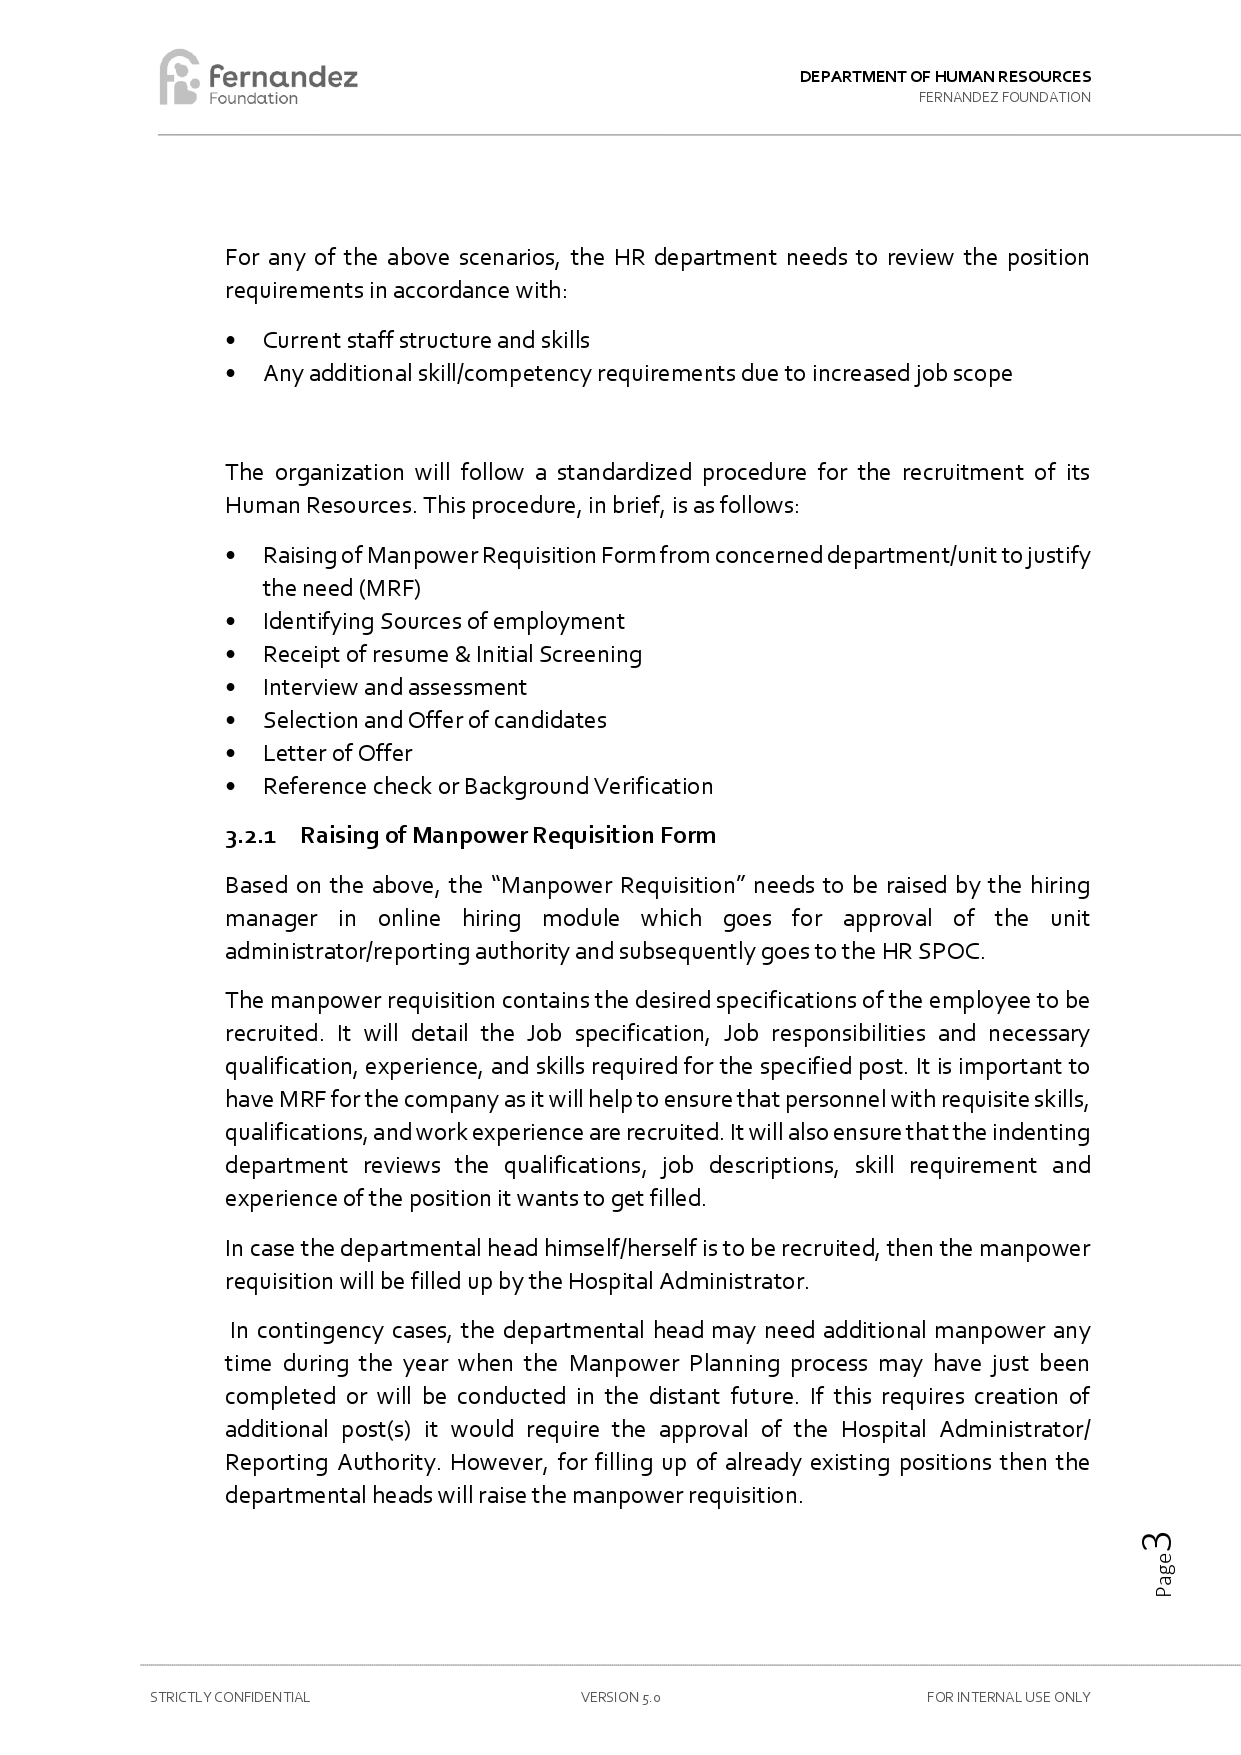 fernandez
Foundation
DEPARTMENT OF HUMAN RESOURCES
FERNANDEZ FOUNDATION
For any of the above scenarios, the HR department needs to review the position
requirements in accordance with:
• Current staff structure and skills
• Any additional skill/competency requirements due to increased job scope
The organization will follow a standardized procedure for the recruitment of its
Human Resources. This procedure, in brief, is as follows:
• Raising of Manpower Requisition Form from concerned department/unit to justify
the need (MRF)
• Identifying Sources of employment
• Receipt of resume & Initial Screening
• Interview and assessment
• Selection and Offer of candidates
• Letter of Offer
• Reference check or Background Verification
3.2.1 Raising of Manpower Requisition Form
Based on the above, the “Manpower Requisition” needs to be raised by the hiring
manager in online hiring module which goes for approval of the unit
administrator/reporting authority and subsequently goes to the HR SPOC.
The manpower requisition contains the desired specifications of the employee to be
recruited. It will detail the Job specification, Job responsibilities and necessary
qualification, experience, and skills required for the specified post. It is important to
have MRF for the company as it will help to ensure that personnel with requisite skills,
qualifications, and work experience are recruited. It will also ensure that the indenting
department reviews the qualifications, job descriptions, skill requirement and
experience of the position it wants to get filled.
In case the departmental head himself/herself is to be recruited, then the manpower
requisition will be filled up by the Hospital Administrator.
In contingency cases, the departmental head may need additional manpower any
time during the year when the Manpower Planning process may have just been
completed or will be conducted in the distant future. If this requires creation of
additional post(s) it would require the approval of the Hospital Administrator/
Reporting Authority. However, for filling up of already existing positions then the
departmental heads will raise the manpower requisition.
Page3
STRICTLY CONFIDENTIAL
VERSION 5.0
FOR INTERNAL USE ONLY